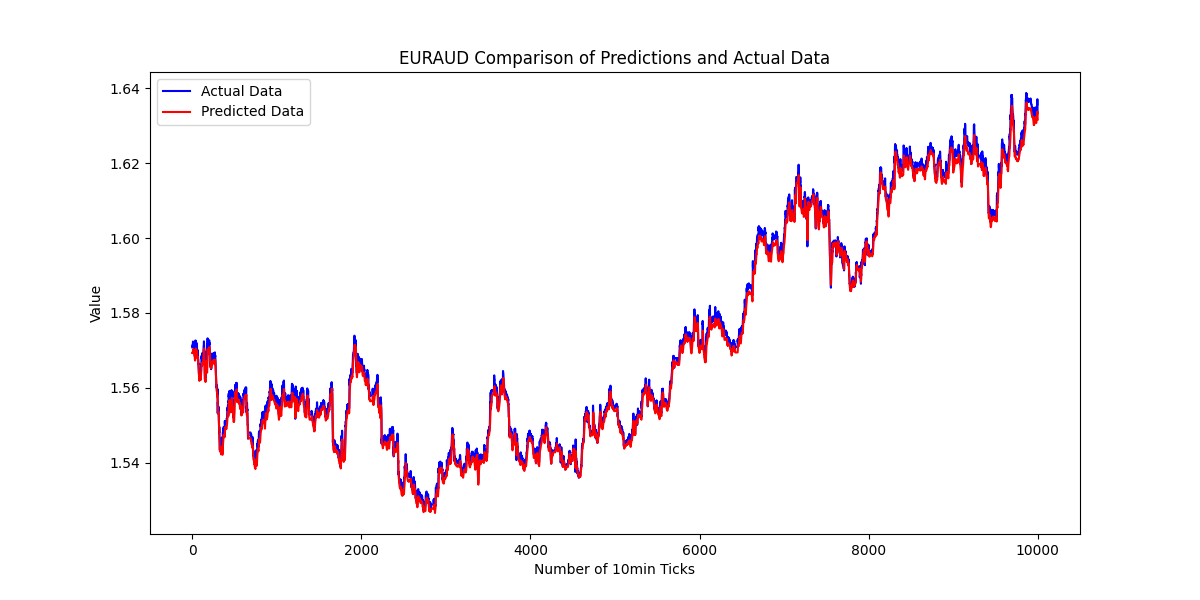 EURAUD Comparison of Predictions and Actual Data
Actual Data
Predicted Data
1.64
1.62
1.60
1.58
1.56
1.54
Value
0 2000 4000 6000 8000 10000
Number of 10min Ticks